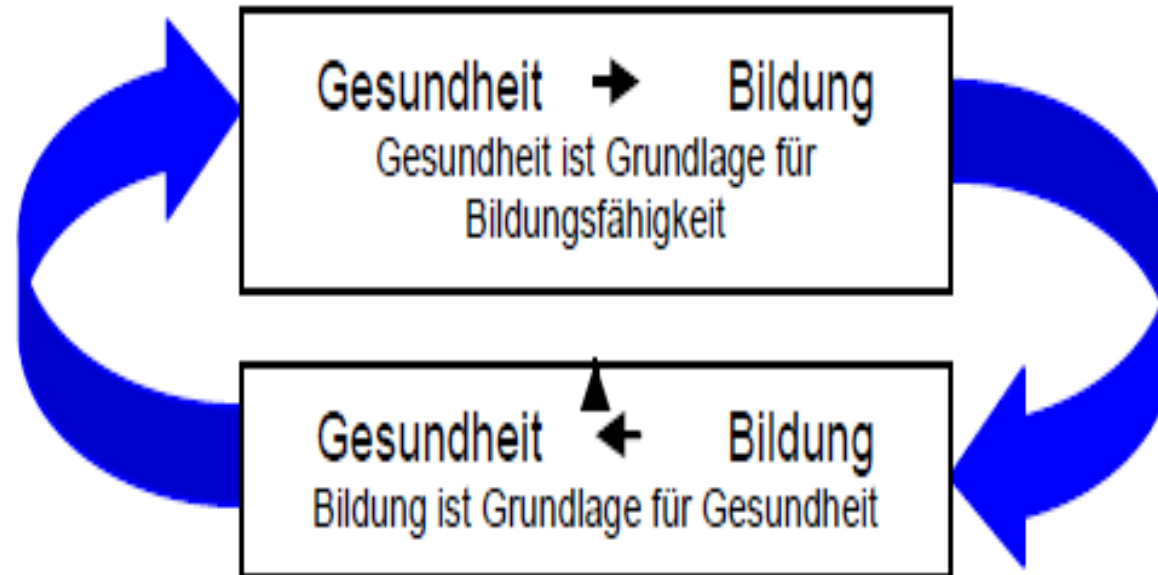 Gesundheit → Bildung
Gesundheit ist Grundlage für
Bildungsfähigkeit
Gesundheit ← Bildung
Bildung ist Grundlage für Gesundheit